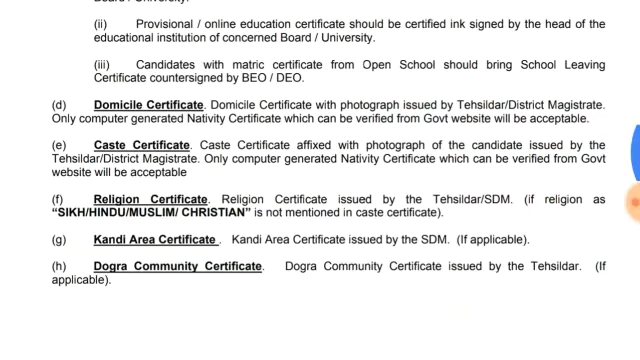 Board / University.
(ii) Provisional / online education certificate should be certified ink signed by the head of the
educational institution of concerned Board / University.
(iii) Candidates with matric certificate from Open School should bring School Leaving
Certificate countersigned by BEO / DEO.
(d) Domicile Certificate. Domicile Certificate with photograph issued by Tehsildar/District Magistrate.
Only computer generated Nativity Certificate which can be verified from Govt website will be acceptable.
(e) Caste Certificate. Caste Certificate affixed with photograph of the candidate issued by the
Tehsildar/District Magistrate. Only computer generated Nativity Certificate which can be verified from Govt
website will be acceptable
(f) Religion Certificate. Religion Certificate issued by the Tehsildar/SDM. (if religion as
“SIKH/HINDU/MUSLIM/ CHRISTIAN” is not mentioned in caste certificate).
(g) Kandi Area Certificate . Kandi Area Certificate issued by the SDM. (If applicable).
(h) Dogra Community Certificate. Dogra Community Certificate issued by the Tehsildar. (If
applicable).